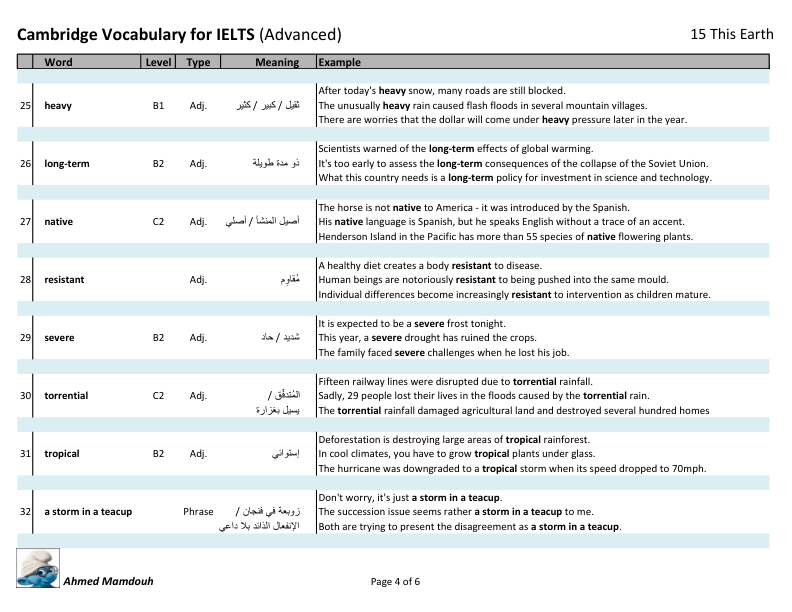 Cambridge Vocabulary for IELTS (Advanced) 15 This Earth
Word Level Type Meaning Example
25 heavy B1 Adj. ثقيل / كبير / كثير
After today's heavy snow, many roads are still blocked.
The unusually heavy rain caused flash floods in several mountain villages.
There are worries that the dollar will come under heavy pressure later in the year.
26 long-term B2 Adj. ذو مدة طويلة
Scientists warned of the long-term effects of global warming.
It's too early to assess the long-term consequences of the collapse of the Soviet Union.
What this country needs is a long-term policy for investment in science and technology.
27 native C2 Adj. أصيل المنشأ / أصلي
The horse is not native to America - it was introduced by the Spanish.
His native language is Spanish, but he speaks English without a trace of an accent.
Henderson Island in the Pacific has more than 55 species of native flowering plants.
28 resistant Adj. مُقاوِم
A healthy diet creates a body resistant to disease.
Human beings are notoriously resistant to being pushed into the same mould.
Individual differences become increasingly resistant to intervention as children mature.
29 severe B2 Adj. شديد / حاد
It is expected to be a severe frost tonight.
This year, a severe drought has ruined the crops.
The family faced severe challenges when he lost his job.
30 torrential C2 Adj. المُتدفِّق /
يسيل بغزارة
Fifteen railway lines were disrupted due to torrential rainfall.
Sadly, 29 people lost their lives in the floods caused by the torrential rain.
The torrential rainfall damaged agricultural land and destroyed several hundred homes
31 tropical B2 Adj. إستوائي
Deforestation is destroying large areas of tropical rainforest.
In cool climates, you have to grow tropical plants under glass.
The hurricane was downgraded to a tropical storm when its speed dropped to 70mph.
32 a storm in a teacup Phrase زوبعة في فنجان /
الإنفعال الذائد بلا داعي
Don't worry, it's just a storm in a teacup.
The succession issue seems rather a storm in a teacup to me.
Both are trying to present the disagreement as a storm in a teacup.
Ahmed Mamdouh Page 4 of 6